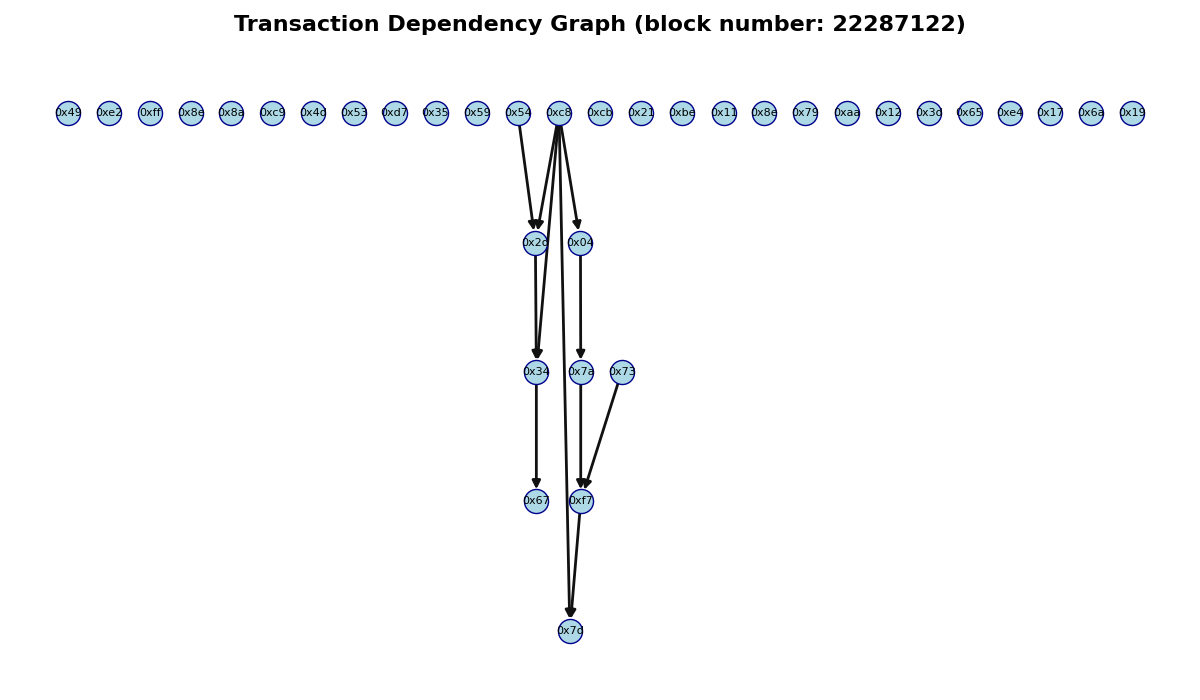 Transaction Dependency Graph (block number: 22287122)
0x49 0xe2 0xff 0x8e 0x8a 0xc9 0x4d 0x53 0xd7 0x35 0x59 0x54 0xc8 0xcb 0x21 0xbe 0x11 0x8e 0x79 0xaa 0x12 0x3d 0x65 0xe4 0x17 0x6a 0x19
0x04
0x34 0x7a 0x73
0x67 0xf7